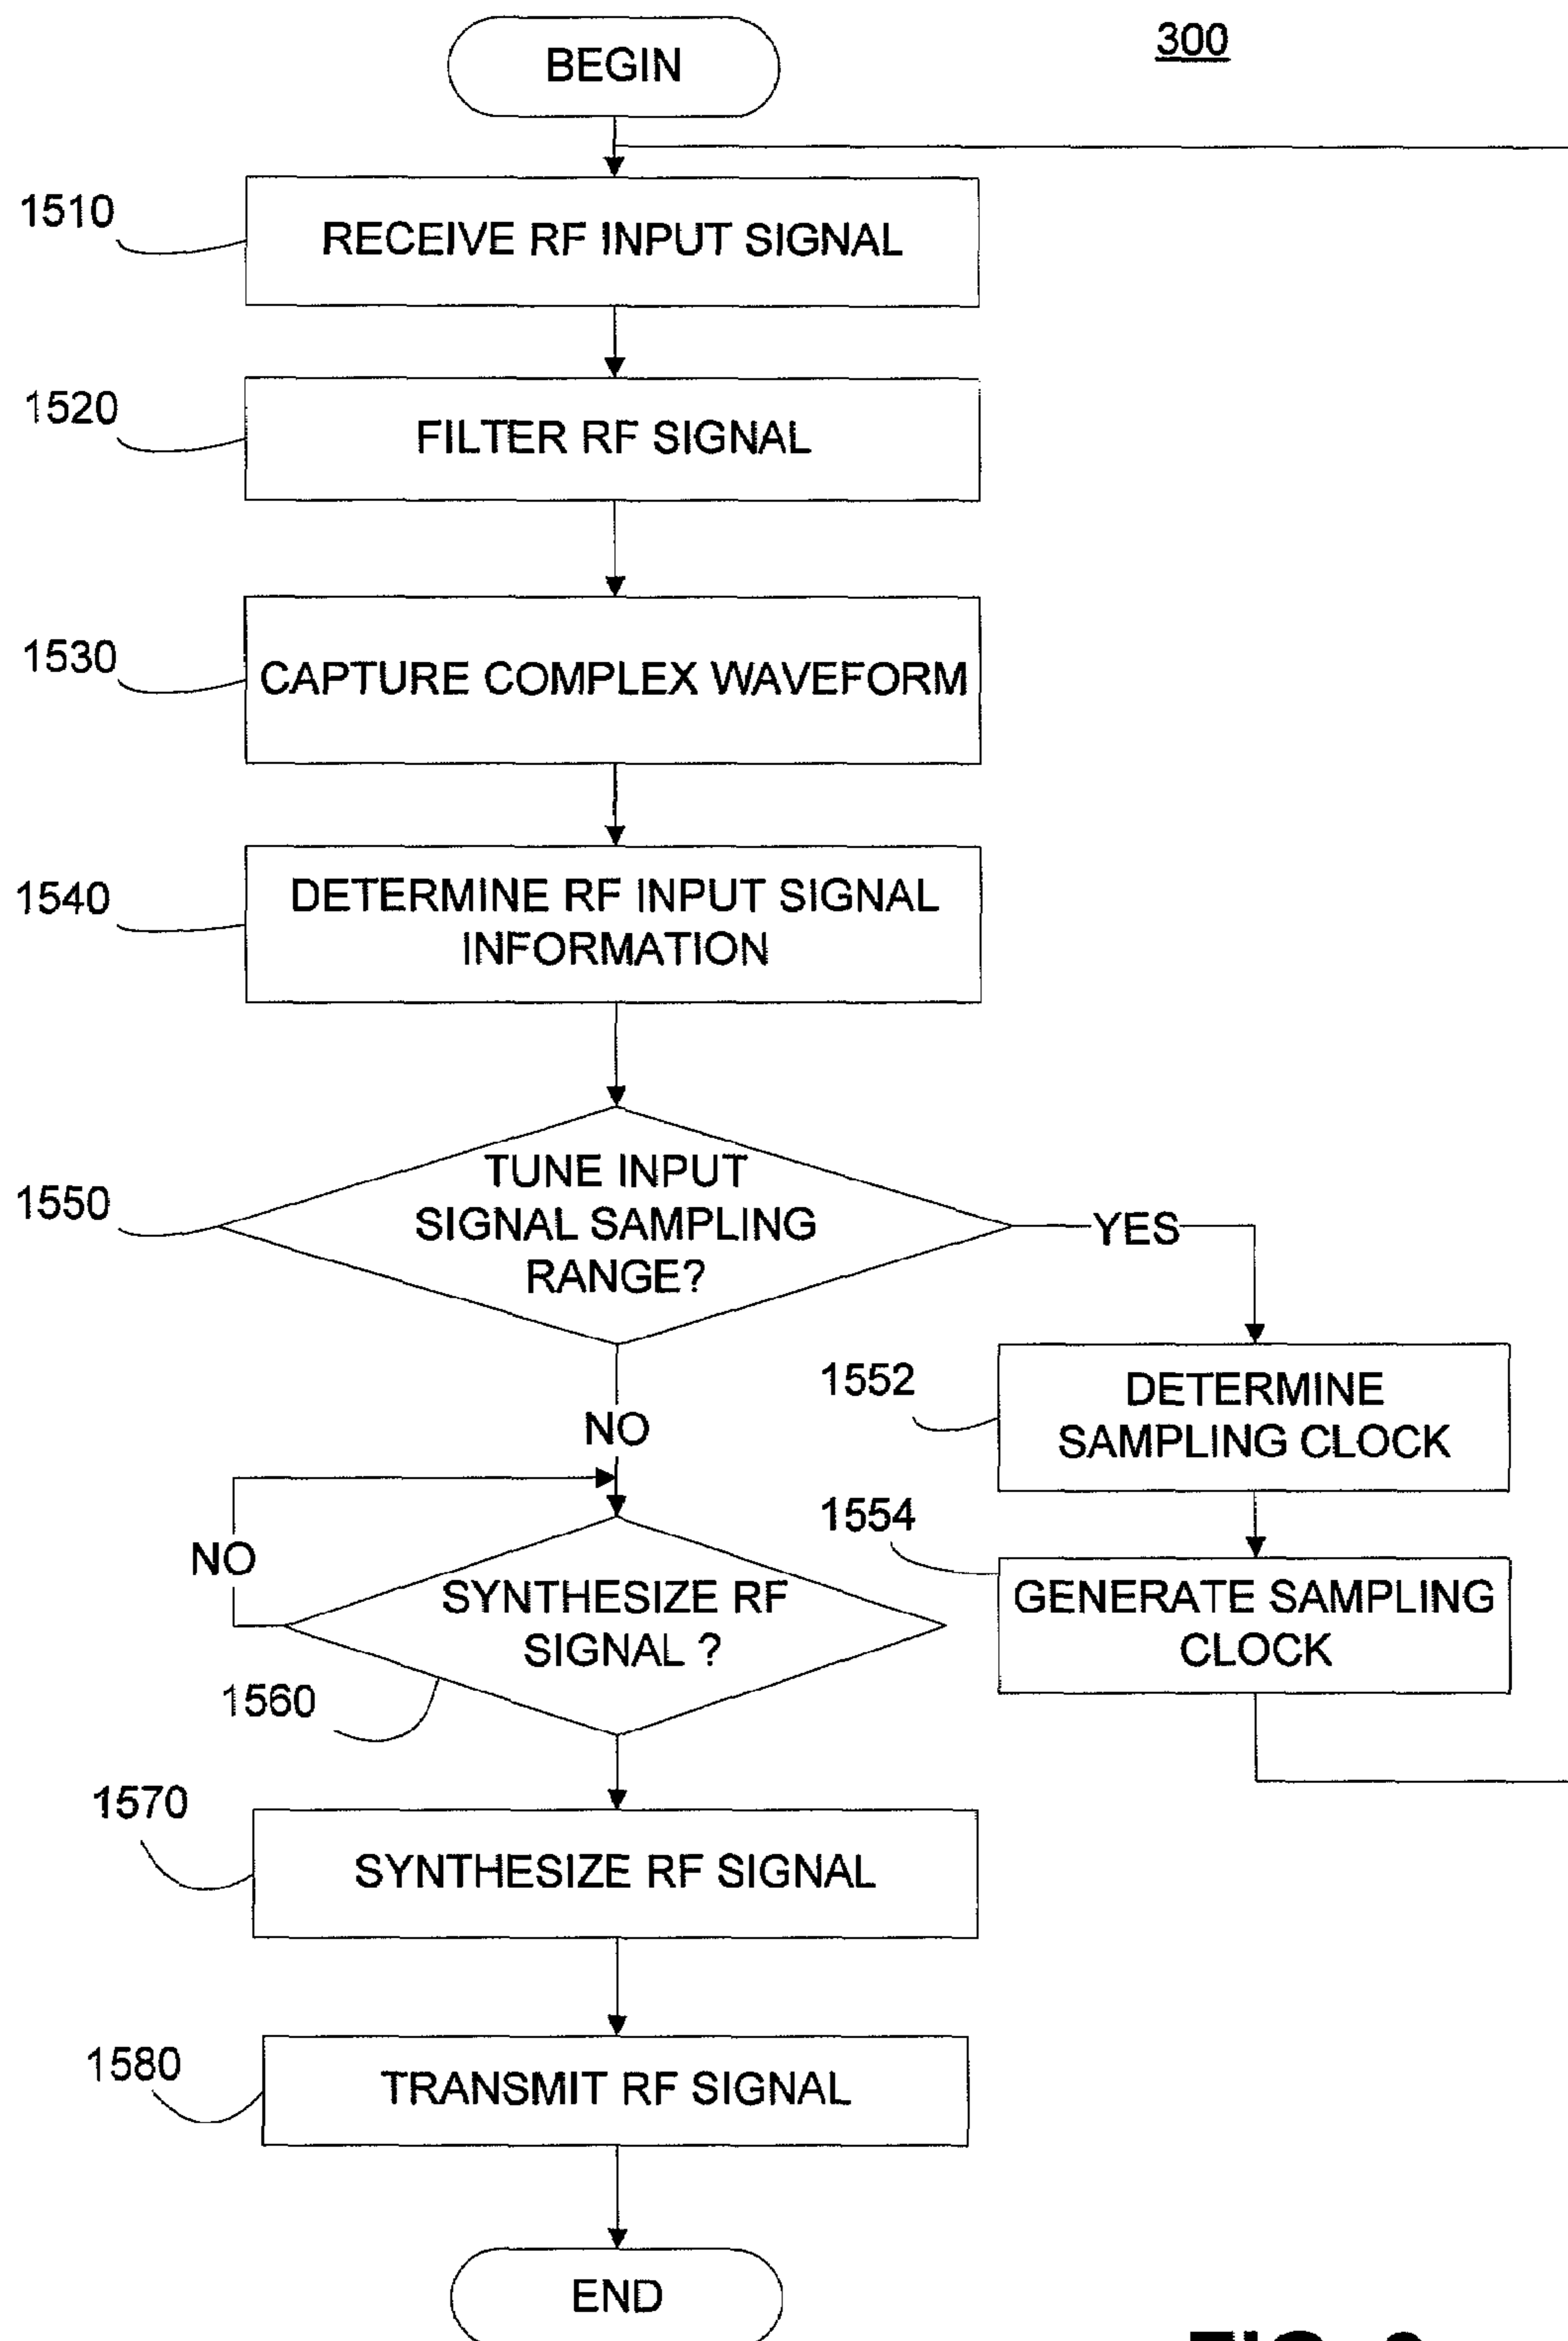 BEGIN
300
1510
RECEIVE RF INPUT SIGNAL
1520
FILTER RF SIGNAL
1530
CAPTURE COMPLEX WAVEFORM
1540
DETERMINE RF INPUT SIGNAL
INFORMATION
1550
TUNE INPUT
SIGNAL SAMPLING
RANGE?
YES
NO
1552
DETERMINE
SAMPLING CLOCK
1554
GENERATE SAMPLING
CLOCK
NO
SYNTHESIZE RF
SIGNAL ?
1560
1570
SYNTHESIZE RF SIGNAL
1580
TRANSMIT RF SIGNAL
END